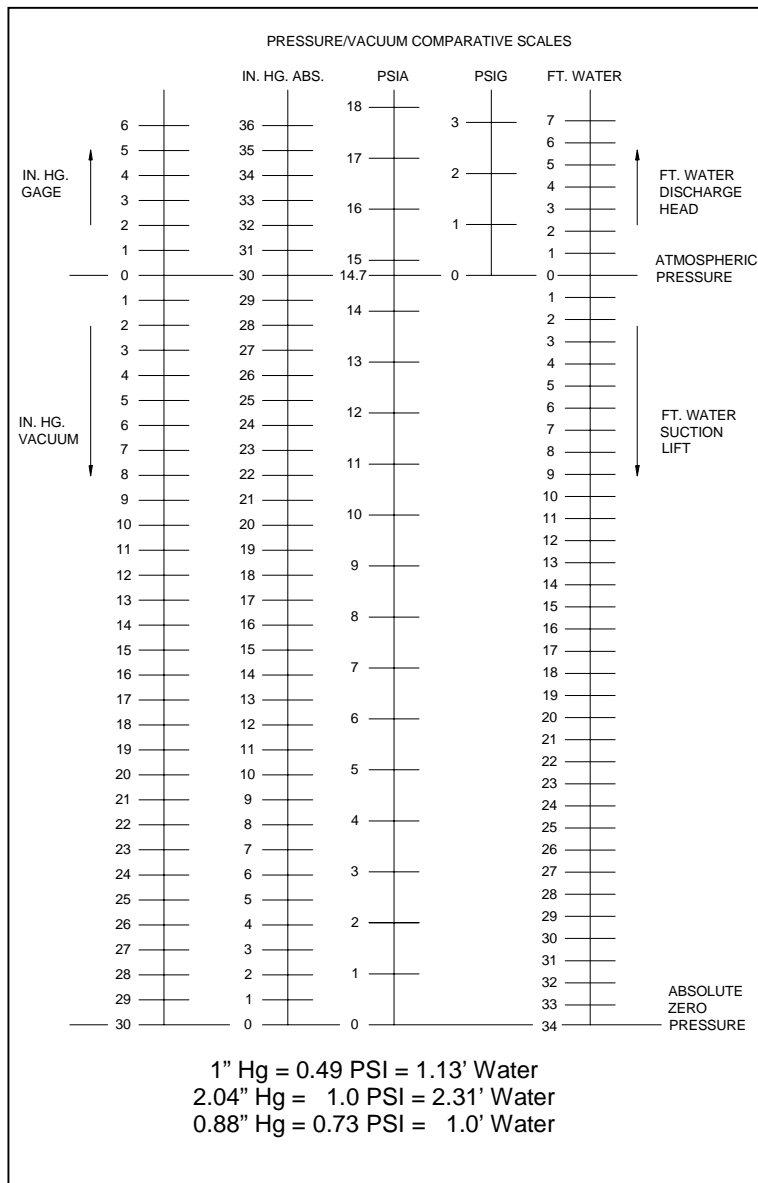 PRESSURE/VACUUM COMPARATIVE SCALES
IN. HG. ABS. PSIA PSIG FT. WATER
18
6 36 3 7
6
5 35 17 5
IN. HG.
GAGE
4 34 2 4
FT. WATER
DISCHARGE
HEAD
3 33 16 3
2 32 1 2
1 31 15 1
0 30 14.7 0 0
ATMOSPHERIC
PRESSURE
1 29 14 1
2 28 2
3 27 3
4 26 13 4
5 25 5
IN. HG.
VACUUM
6 24 12 6
FT. WATER
SUCTION
LIFT
7 23 7
8
8 22 11 9
9 21 10
10 20 10 11
11 19 12
12 18 9 13
14
13 17 15
14 16 8 16
15 15 17
16 14 7 18
17 13 19
18 12 6 20
19 11 21
20 10 5 22
23
21 9 24
22 8 4 25
23 7 26
24 6 3 27
25 5 28
26 4 2 29
30
27 3 31
28 2 1 32
29 1 33
ABSOLUTE
ZERO
PRESSURE
30 0 0 34
1” Hg = 0.49 PSI = 1.13’ Water
2.04” Hg = 1.0 PSI = 2.31’ Water
0.88” Hg = 0.73 PSI = 1.0’ Water